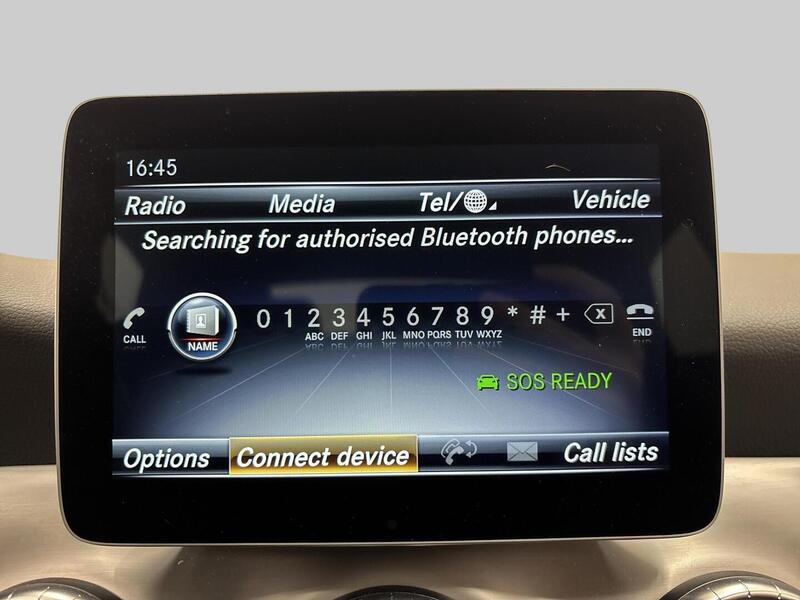 16:45
Radio Media Tel/ Vehicle
Searching for authorised Bluetooth phones...
0 1 2 3 4 5 6 7 8 9 * # + x
CALL NAME ABC DEF GHI JKL MNO PQRS TUV WXYZ END
SOS READY
Options Connect device Call lists